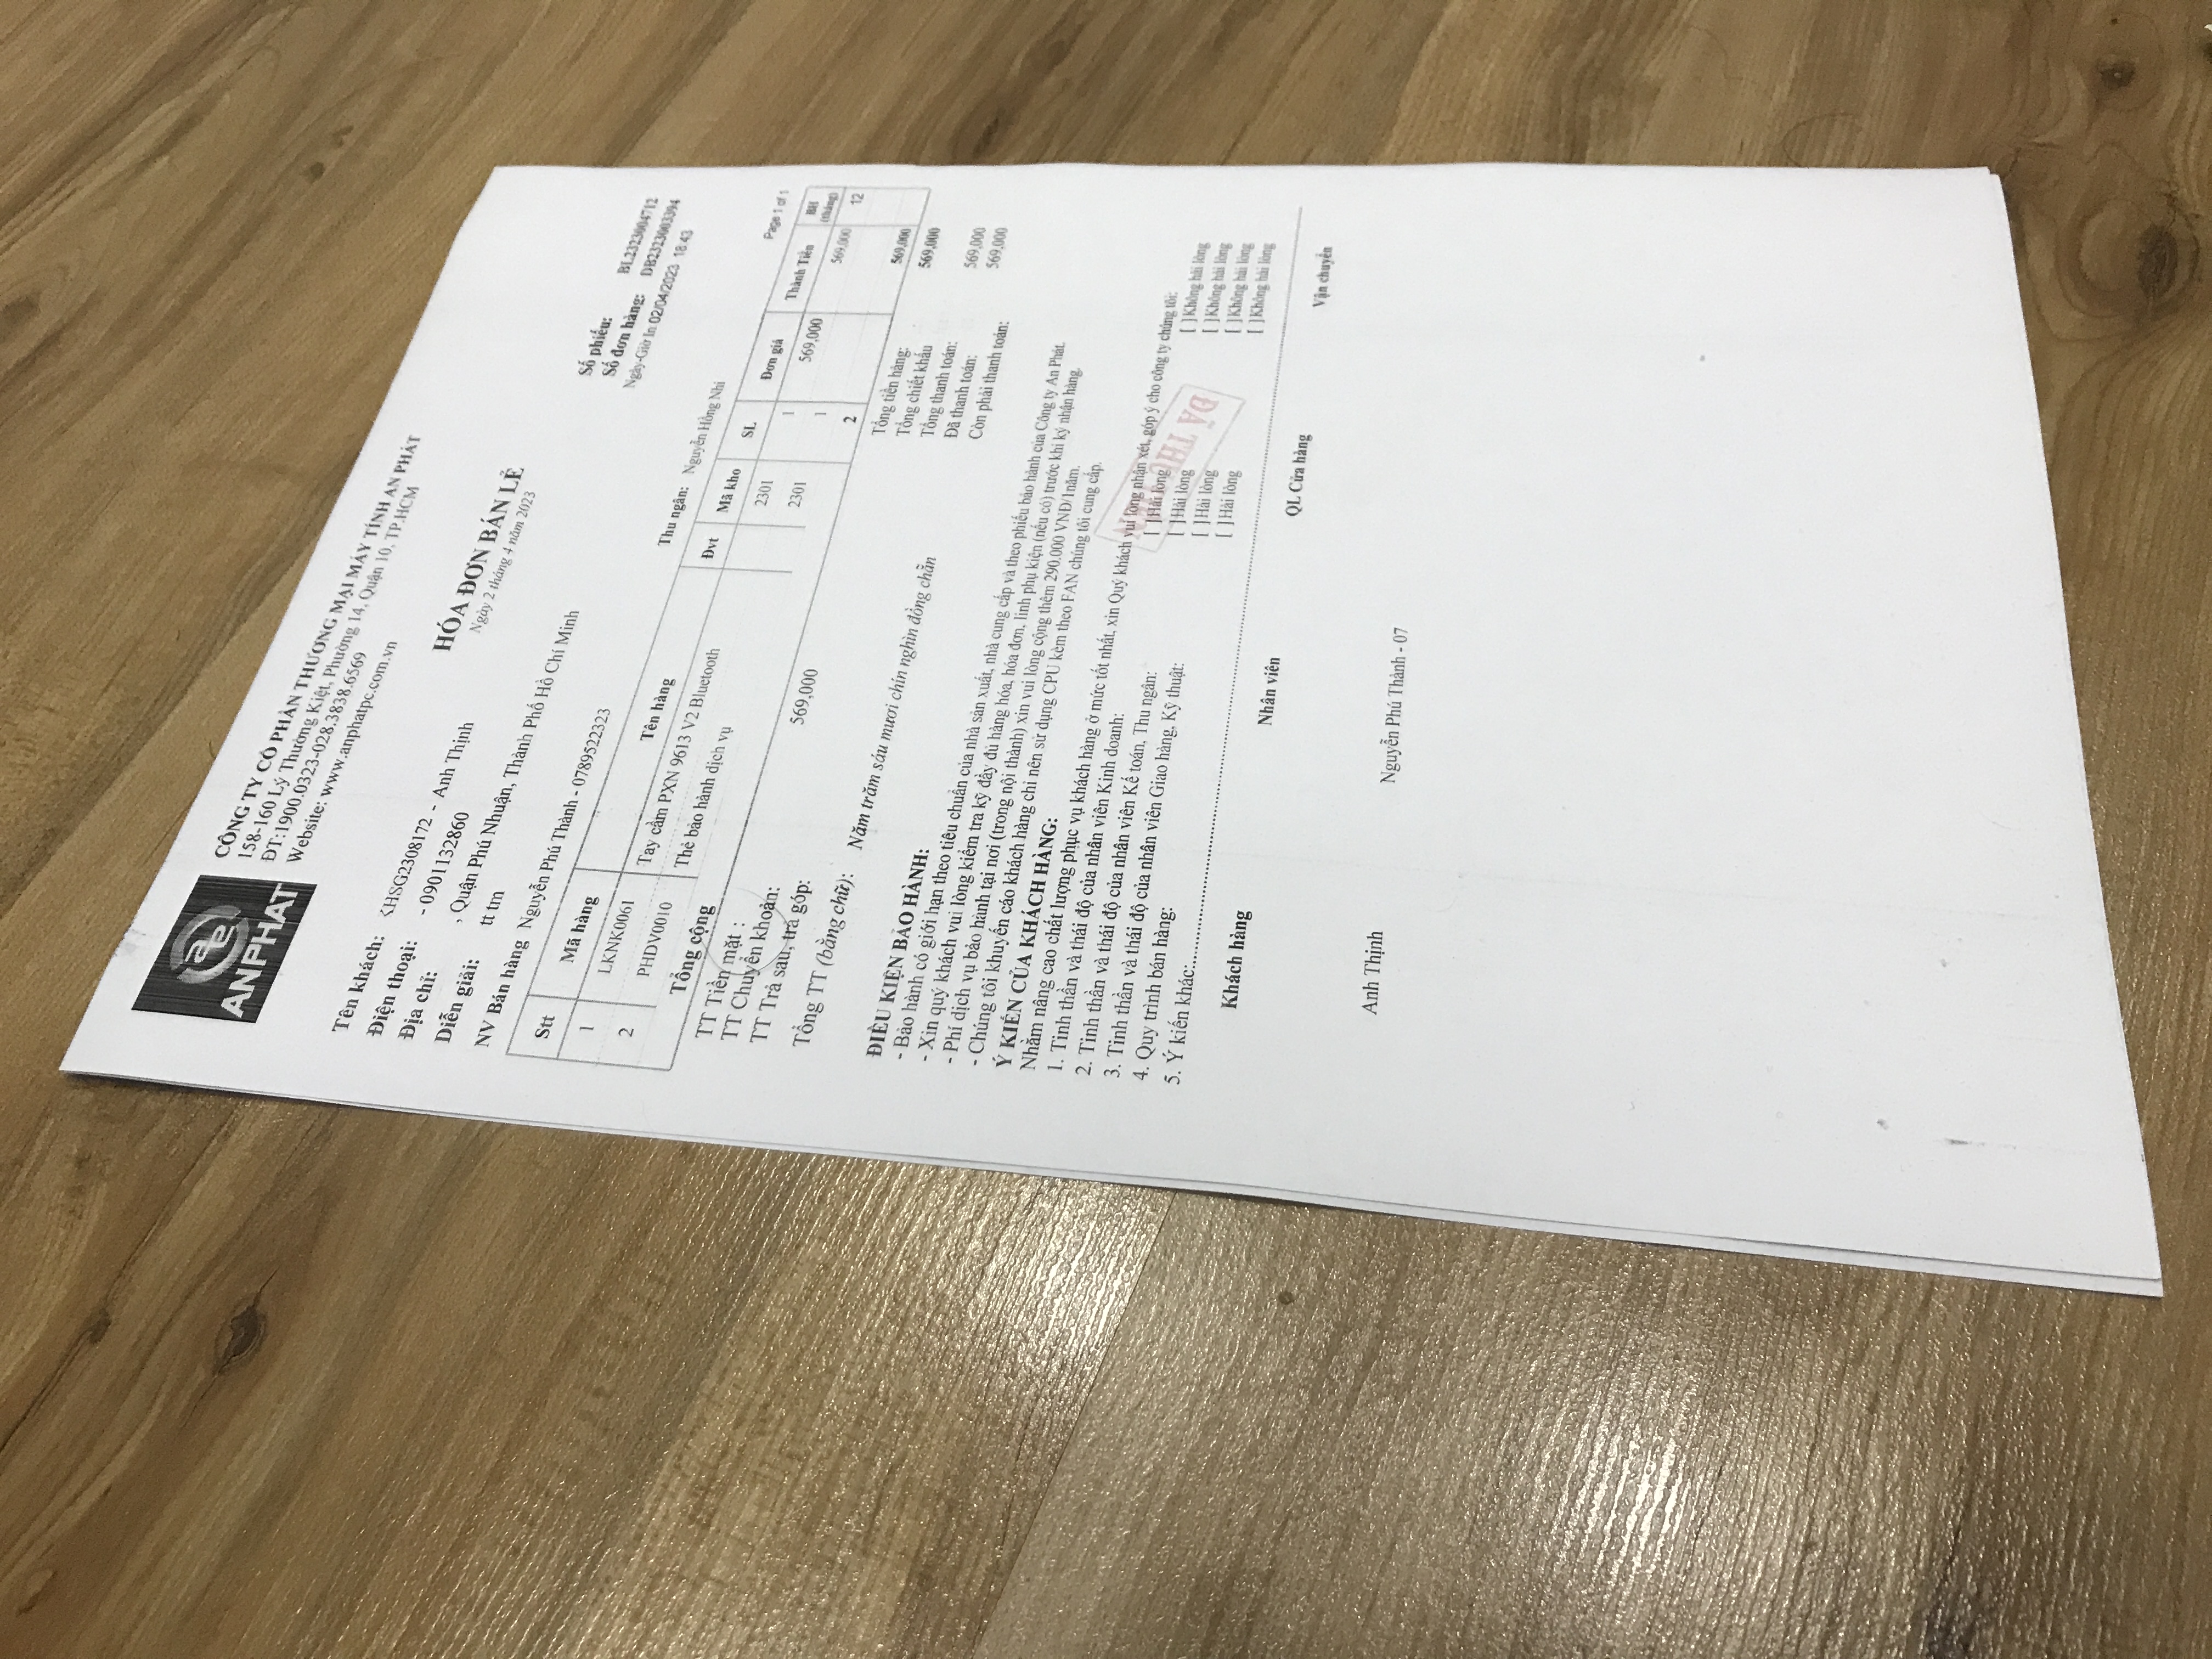 ANPHAT
CÔNG TY CỔ PHẦN THƯƠNG MẠI MÁY TÍNH AN PHÁT
158-160 Lý Thường Kiệt, Phường 14, Quận 10, TP.HCM
ĐT:1900.0323-028.3838.6569
Website: www.anphatpc.com.vn
HÓA ĐƠN BÁN LẺ
Ngày 2 tháng 4 năm 2023
Số phiếu: BL2323004712
Số đơn hàng: DB2323003394
Ngày-Giờ In 02/04/2023 18:43
Tên khách: KHSG2308172 - Anh Thịnh
Điện thoại: - 0901132860
Địa chỉ: , Quận Phú Nhuận, Thành Phố Hồ Chí Minh
Diễn giải: tt tm
NV Bán hàng Nguyễn Phú Thành - 0789522323 Thu ngân: Nguyễn Hồng Nhi
Page 1 of 1
Stt Mã hàng Tên hàng Đvt Mã kho SL Đơn giá Thành Tiền BH (tháng)
1 LKNK0061 Tay cầm PXN 9613 V2 Bluetooth 2301 1 569,000 569,000 12
2 PHDV0010 Thẻ bảo hành dịch vụ 2301 1
Tổng cộng 2 569,000
TT Tiền mặt : 569,000 Tổng tiền hàng: 569,000
TT Chuyển khoản: Tổng chiết khấu
TT Trả sau, trả góp: Tổng thanh toán: 569,000
Đã thanh toán: 569,000
Còn phải thanh toán:
Tổng TT (bằng chữ): Năm trăm sáu mươi chín nghìn đồng chẵn
ĐIỀU KIỆN BẢO HÀNH:
- Bảo hành có giới hạn theo tiêu chuẩn của nhà sản xuất, nhà cung cấp và theo phiếu bảo hành của Công ty An Phát.
- Xin quý khách vui lòng kiểm tra kỹ đầy đủ hàng hóa, hóa đơn, linh phụ kiện (nếu có) trước khi ký nhận hàng.
- Phí dịch vụ bảo hành tại nơi (trong nội thành) xin vui lòng cộng thêm 290.000 VNĐ/1năm.
- Chúng tôi khuyến cáo khách hàng chỉ nên sử dụng CPU kèm theo FAN chúng tôi cung cấp.
Ý KIẾN CỦA KHÁCH HÀNG:
Nhằm nâng cao chất lượng phục vụ khách hàng ở mức tốt nhất, xin Quý khách vui lòng nhận xét, góp ý cho công ty chúng tôi:
1. Tinh thần và thái độ của nhân viên Kinh doanh: [ ]Hài lòng [ ]Không hài lòng
2. Tinh thần và thái độ của nhân viên Kế toán, Thu ngân: [ ]Hài lòng [ ]Không hài lòng
3. Tinh thần và thái độ của nhân viên Giao hàng, Kỹ thuật: [ ]Hài lòng [ ]Không hài lòng
4. Quy trình bán hàng: [ ]Hài lòng [ ]Không hài lòng
5. Ý kiến khác:
ĐÃ THU
Khách hàng Nhân viên QL Cửa hàng Vận chuyển
Anh Thịnh Nguyễn Phú Thành - 07